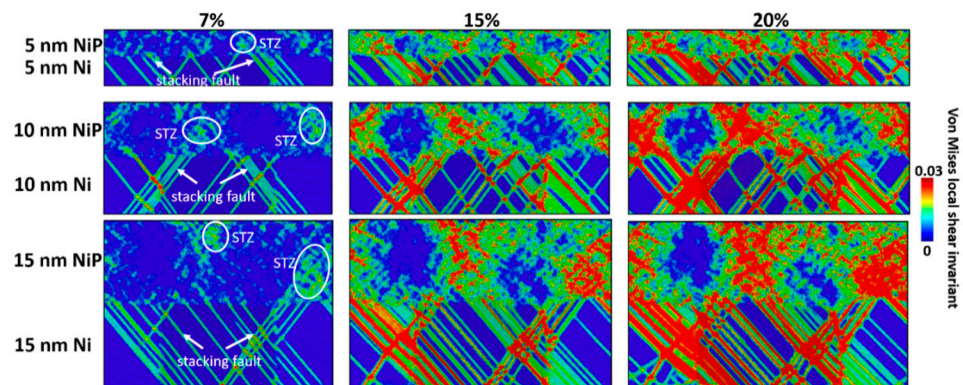 7% 15% 20%
5 nm NiP
STZ
5 nm Ni
stacking fault
10 nm NiP
STZ STZ
10 nm Ni
stacking fault
15 nm NiP
STZ
STZ
15 nm Ni
stacking fault
Von Mises local shear invariant
0.03
0